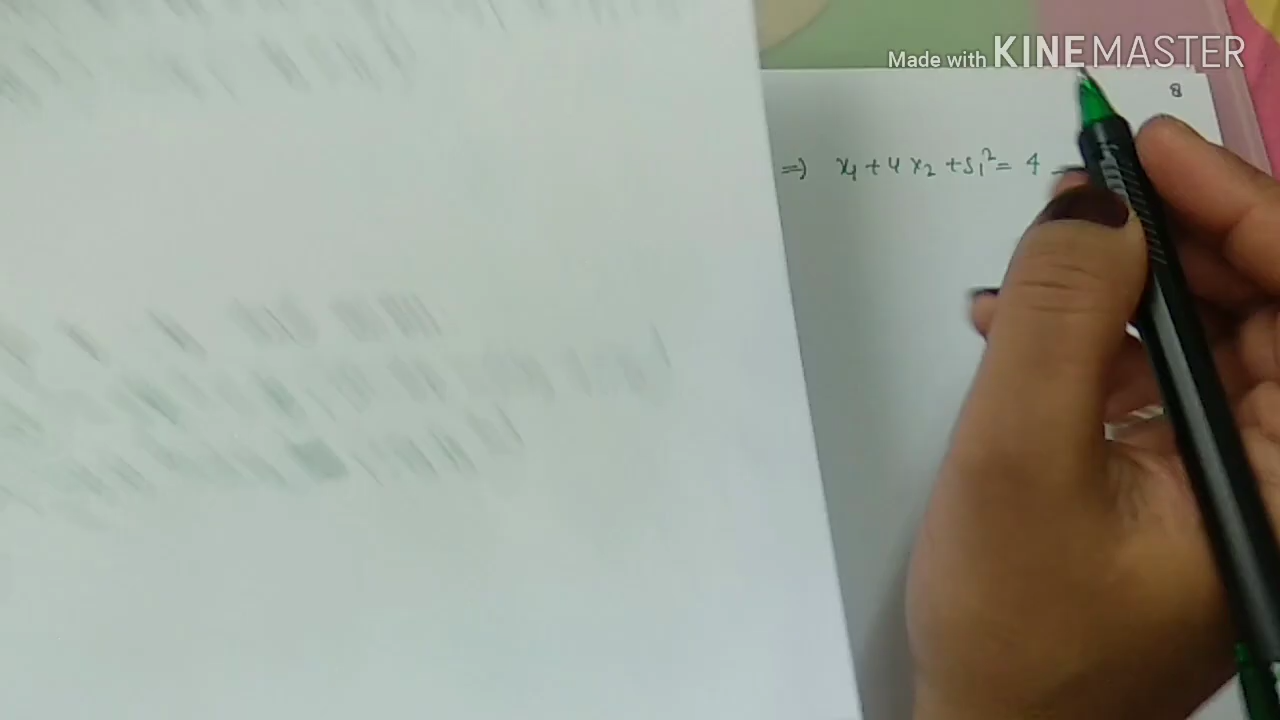 Made with KINEMASTER
8
⇒ x₁ + 4x₂ + s₁² = 4